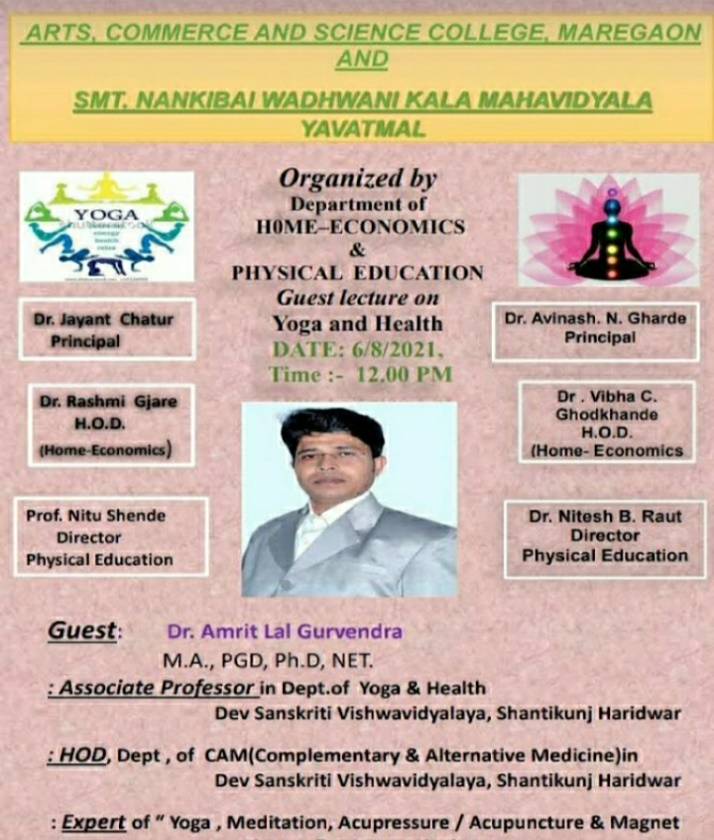 ARTS, COMMERCE AND SCIENCE COLLEGE, MAREGAON
AND
SMT. NANKIBAI WADHWANI KALA MAHAVIDYALA
YAVATMAL
Organized by
Department of
H0ME–ECONOMICS
&
PHYSICAL EDUCATION
Guest lecture on
Yoga and Health
DATE: 6/8/2021,
Time :- 12.00 PM
YOGA
energy
health
relax
Dr. Jayant Chatur
Principal
Dr. Rashmi Gjare
H.O.D.
(Home-Economics)
Prof. Nitu Shende
Director
Physical Education
Dr. Avinash. N. Gharde
Principal
Dr . Vibha C.
Ghodkhande
H.O.D.
(Home- Economics
Dr. Nitesh B. Raut
Director
Physical Education
Guest: Dr. Amrit Lal Gurvendra
M.A., PGD, Ph.D, NET.
: Associate Professor in Dept.of Yoga & Health
Dev Sanskriti Vishwavidyalaya, Shantikunj Haridwar
: HOD, Dept , of CAM(Complementary & Alternative Medicine)in
Dev Sanskriti Vishwavidyalaya, Shantikunj Haridwar
: Expert of “ Yoga , Meditation, Acupressure / Acupuncture & Magnet